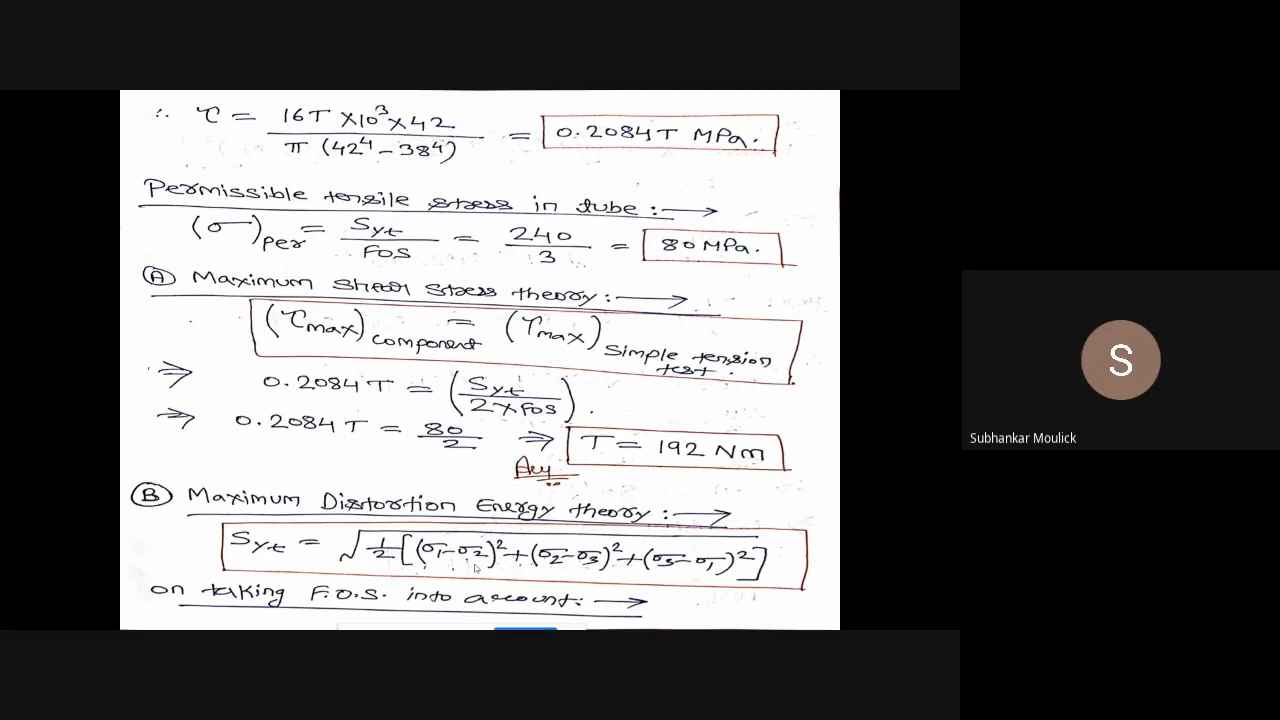 ∴ τ = 16T ×10³×42 / π (42⁴ – 38⁴) = 0.2084T MPa.
Permissible tensile stress in tube :→
(σ)per = Syt / FOS = 240 / 3 = 80 MPa.
Ⓐ Maximum Shear stress theory :→
(τmax)component = (τmax)Simple tension test.
⇒ 0.2084T = (Syt / 2×FOS).
⇒ 0.2084T = 80 / 2 ⇒ T = 192 Nm
Ans
Ⓑ Maximum Distortion Energy theory :→
Syt = √1/2[(σ1-σ2)²+(σ2-σ3)²+(σ3-σ1)²]
on taking F.O.S. into account: →
S
Subhankar Moulick